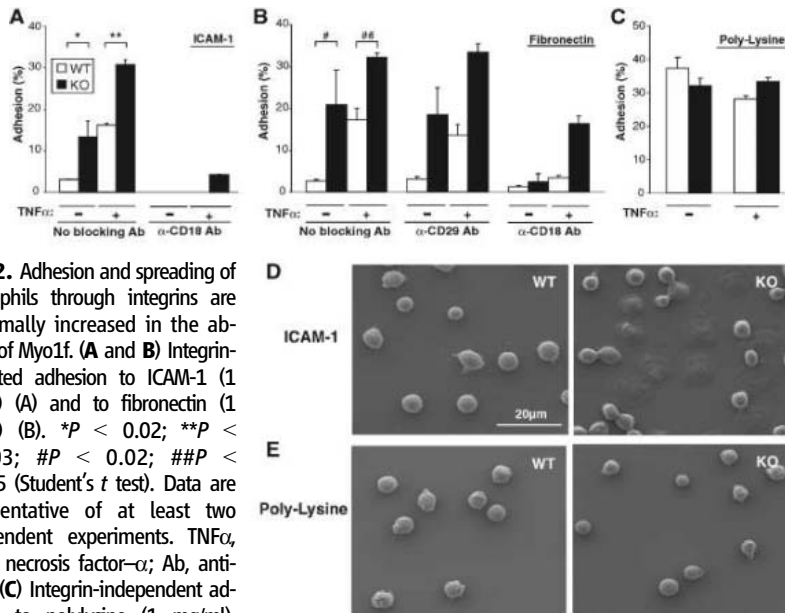 A
B
C
Adhesion (%)
40
30
20
10
0
*
**
ICAM-1
WT
KO
TNFα:
–
+
–
+
No blocking Ab
α-CD18 Ab
Adhesion (%)
40
30
20
10
0
#
Fibronectin
TNFα:
–
+
–
+
–
+
No blocking Ab
α-CD29 Ab
α-CD18 Ab
Adhesion (%)
50
40
30
20
10
0
Poly-Lysine
TNFα:
–
+
2. Adhesion and spreading of
phils through integrins are
mally increased in the ab-
of Myo1f. (A and B) Integrin-
ted adhesion to ICAM-1 (1
) (A) and to fibronectin (1
) (B). *P < 0.02; **P <
03; #P < 0.02; ##P <
5 (Student's t test). Data are
entative of at least two
endent experiments. TNFα,
necrosis factor–α; Ab, anti-
(C) Integrin-independent ad-
to polylysine (1 mg/ml).
D
ICAM-1
WT
20µm
KO
E
Poly-Lysine
WT
KO